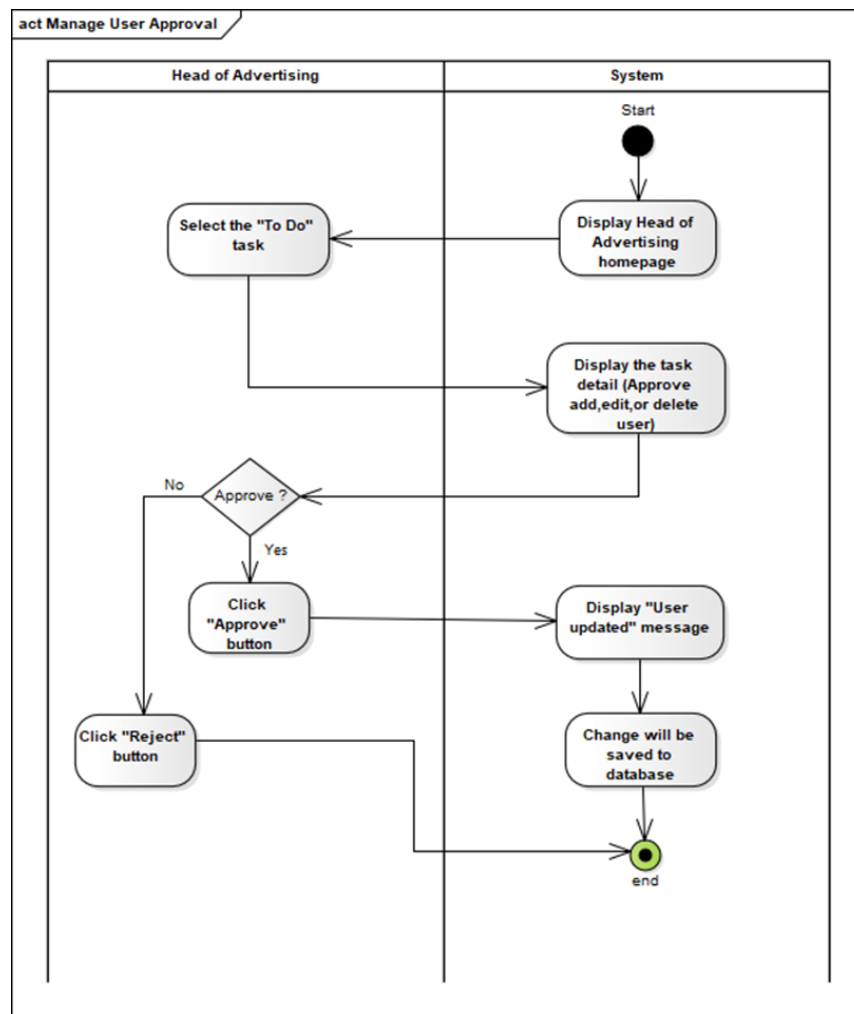 act Manage User Approval
Head of Advertising
System
Start
Display Head of
Advertising
homepage
Select the "To Do"
task
Display the task
detail (Approve
add,edit,or delete
user)
Approve ?
No
Yes
Click
"Approve"
button
Display "User
updated" message
Click "Reject"
button
Change will be
saved to
database
end